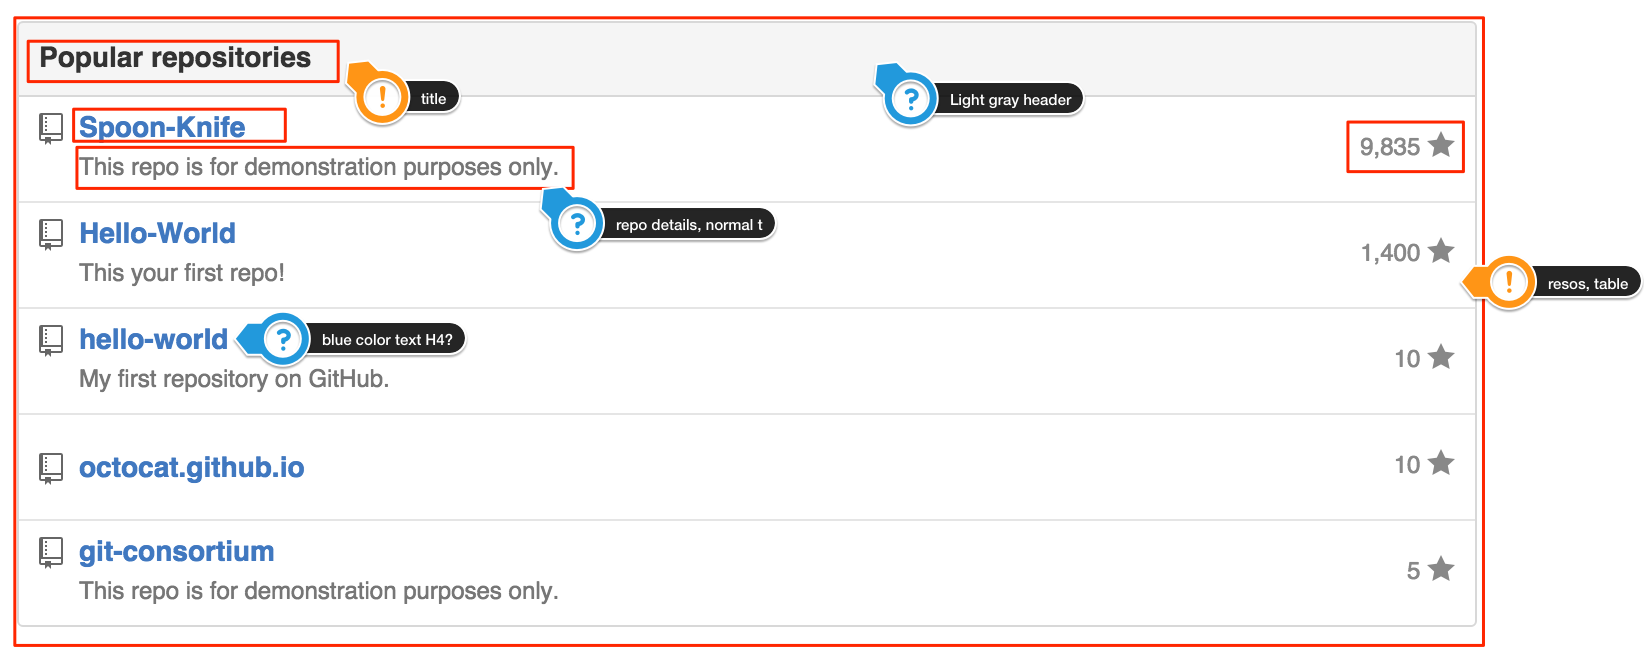 Popular repositories
title
Light gray header
Spoon-Knife
This repo is for demonstration purposes only.
9,835
repo details, normal t
Hello-World
This your first repo!
1,400
resos, table
hello-world
blue color text H4?
My first repository on GitHub.
10
octocat.github.io
10
git-consortium
This repo is for demonstration purposes only.
5